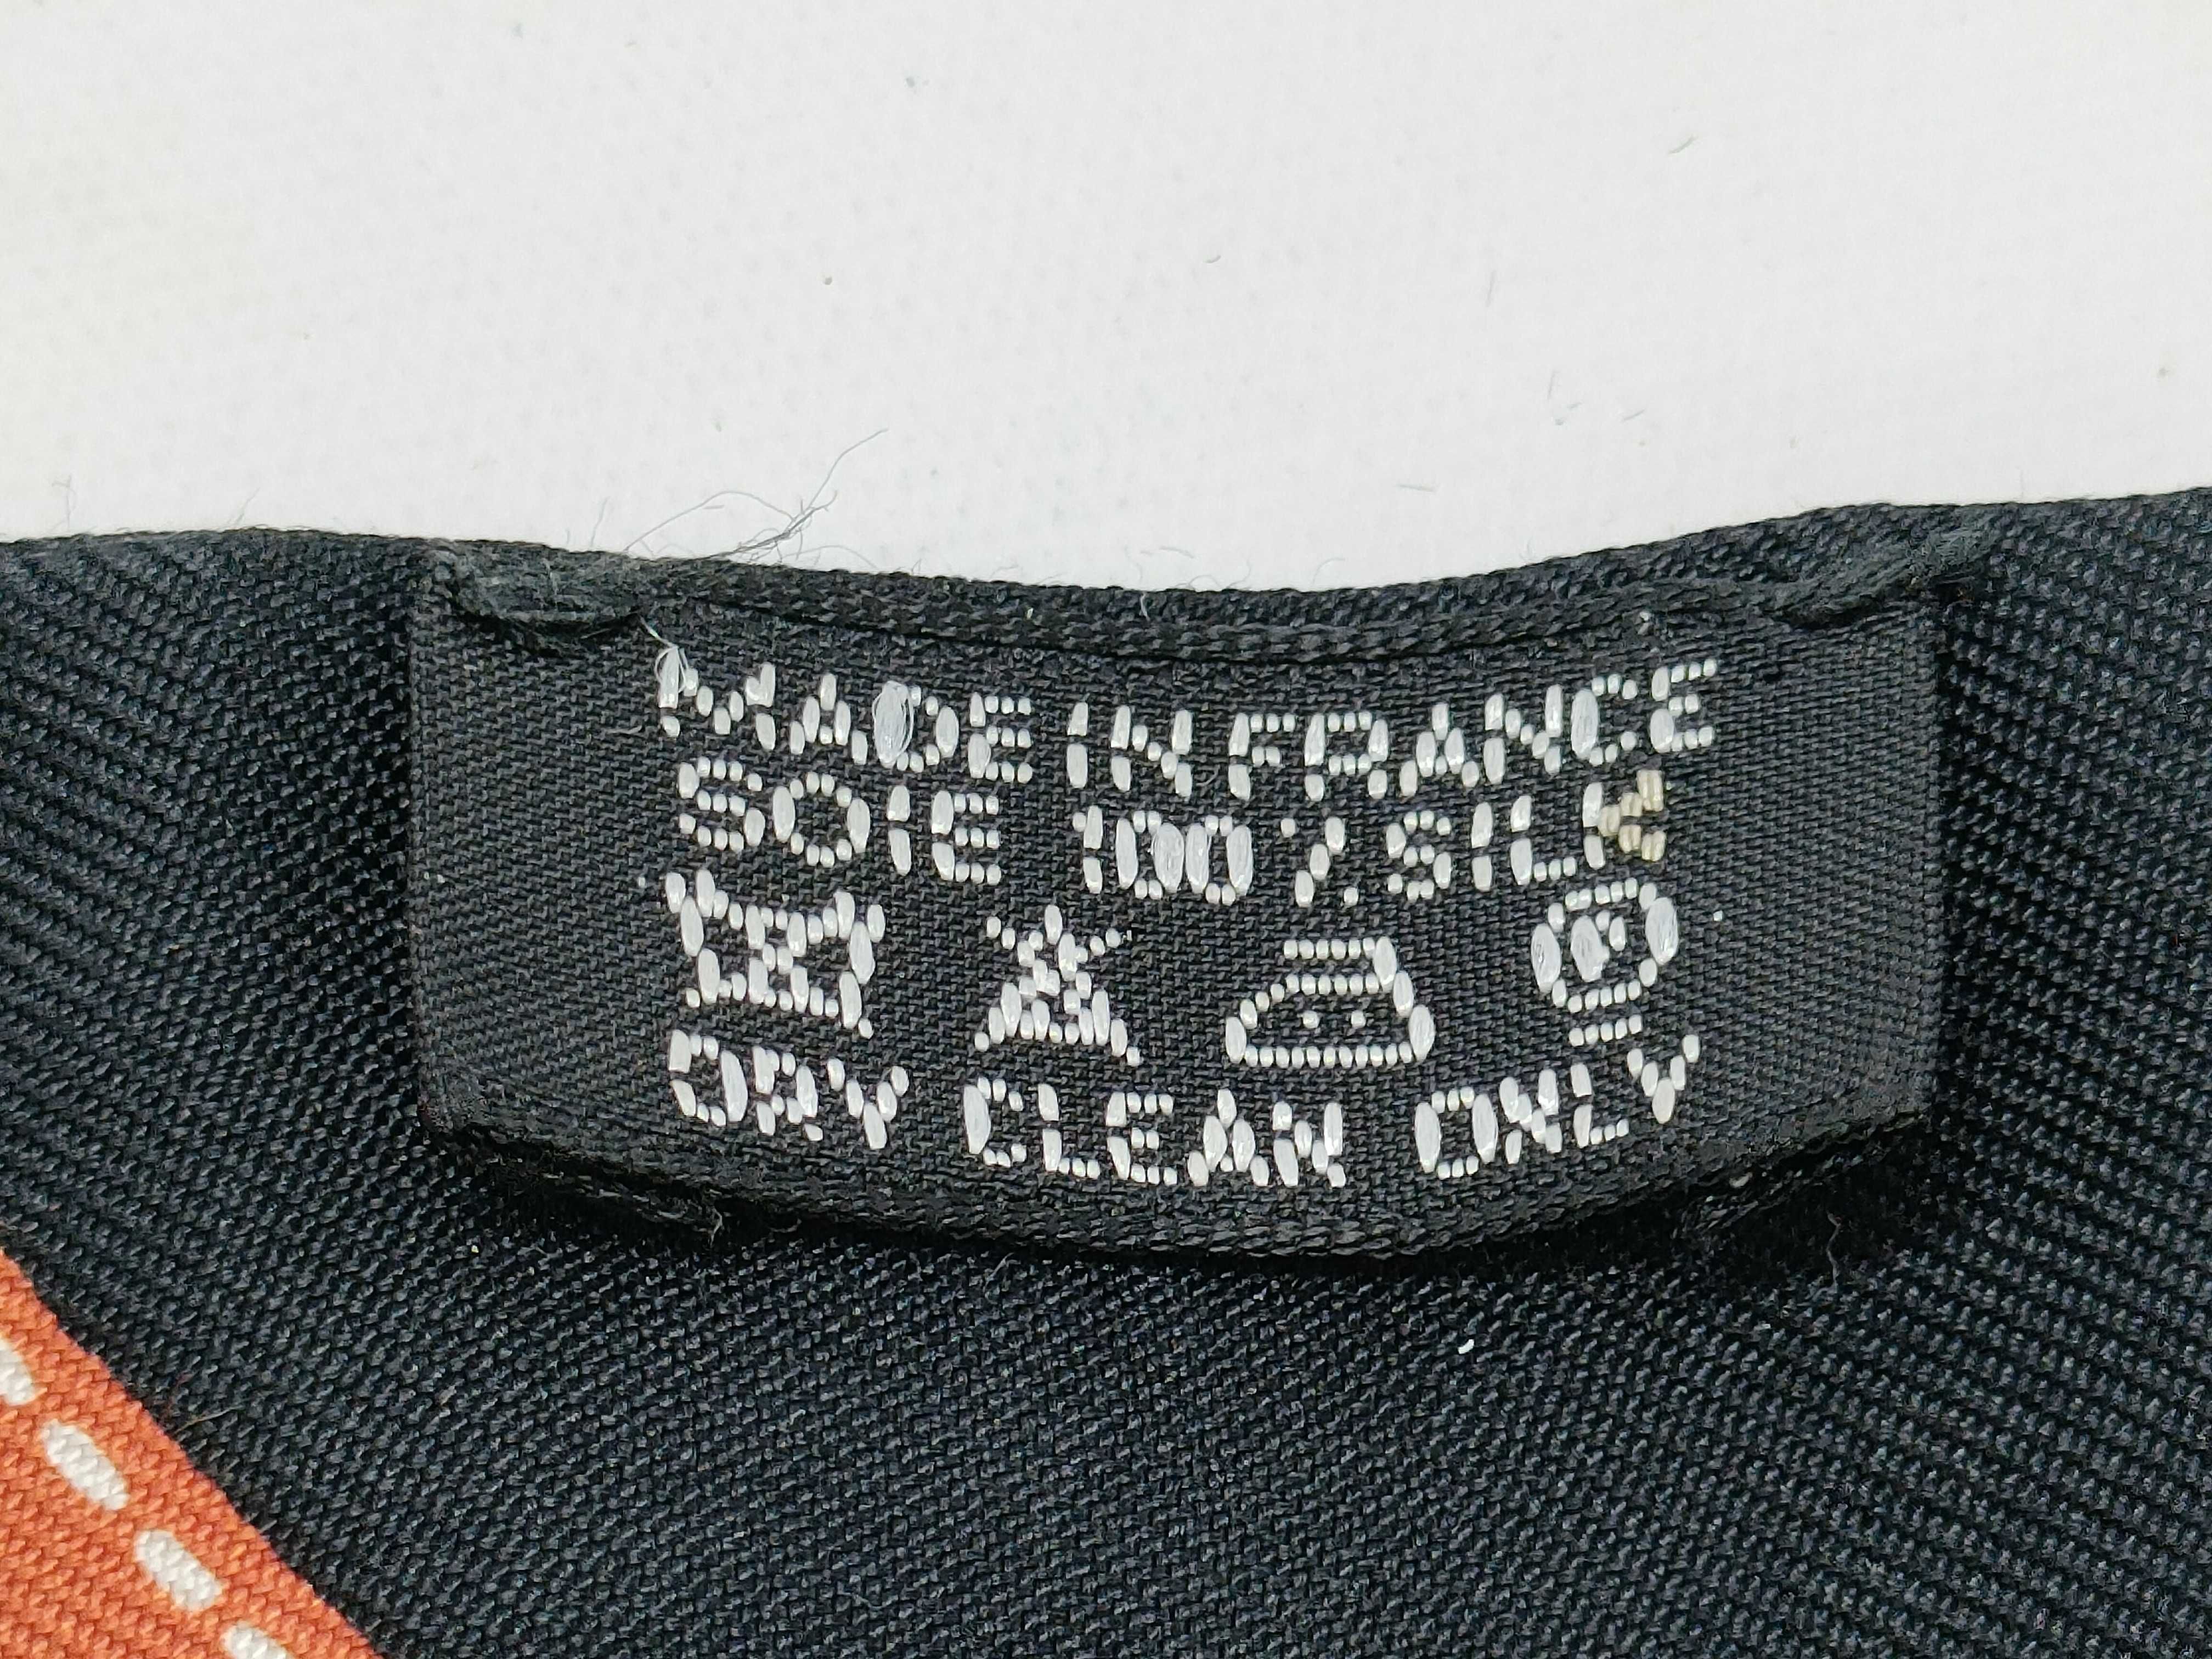 MADE IN FRANCE
SOIE 100% SILK
P
DRY CLEAN ONLY